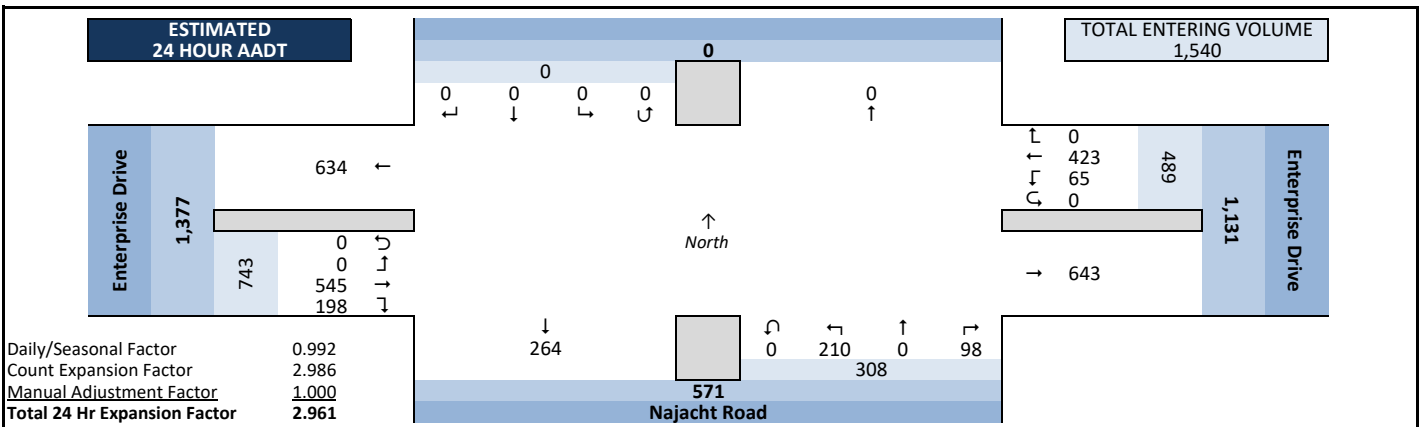 ESTIMATED
24 HOUR AADT
0
TOTAL ENTERING VOLUME
1,540
0
0 0 0 0 0
↵ ↓ ↳ ↺ ↑
Enterprise Drive
1,377
634 ←
↑
North
↰ 0
← 423
↓ 65
↺ 0
489
1,131
Enterprise Drive
743
0 ↺
0 ↑
545 →
198 ↓
→ 643
↓
264
↺ ↰ ↑ ↱
0 210 0 98
308
571
Najacht Road
Daily/Seasonal Factor 0.992
Count Expansion Factor 2.986
Manual Adjustment Factor 1.000
Total 24 Hr Expansion Factor 2.961